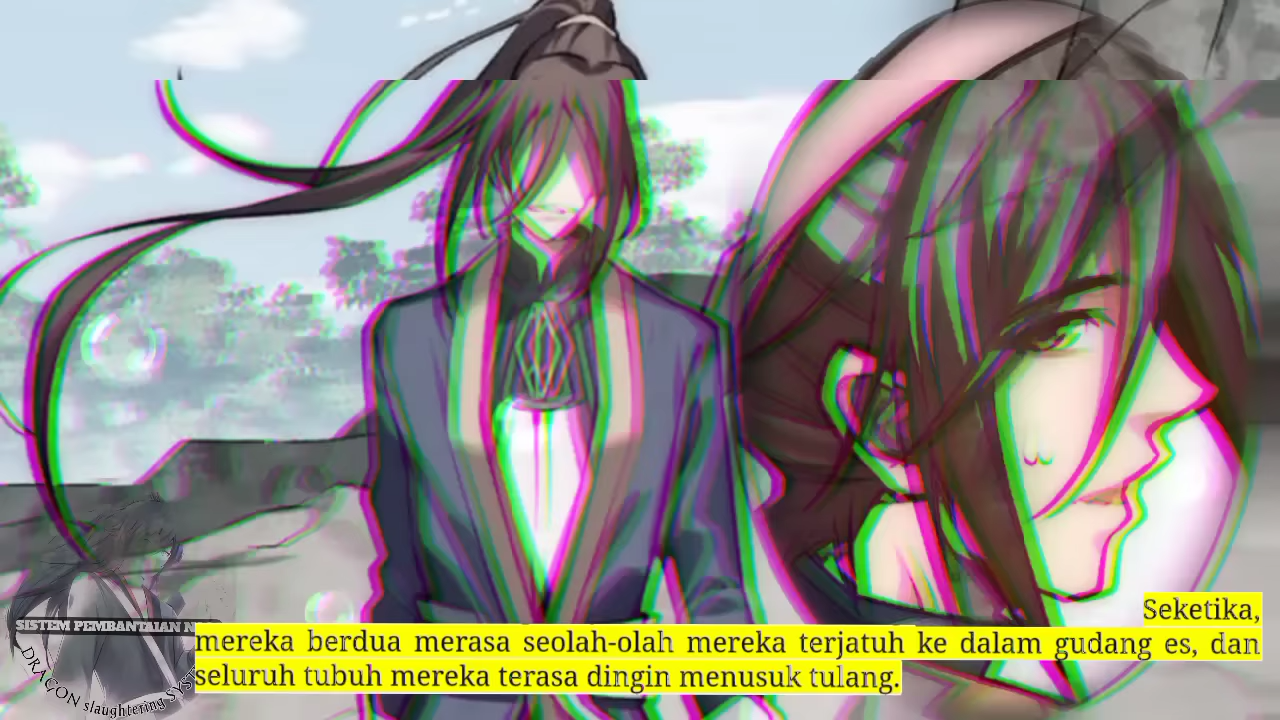 Seketika,
mereka berdua merasa seolah-olah mereka terjatuh ke dalam gudang es, dan
seluruh tubuh mereka terasa dingin menusuk tulang.
SISTEM PEMBANTAIAN
DRAGON slaughtering